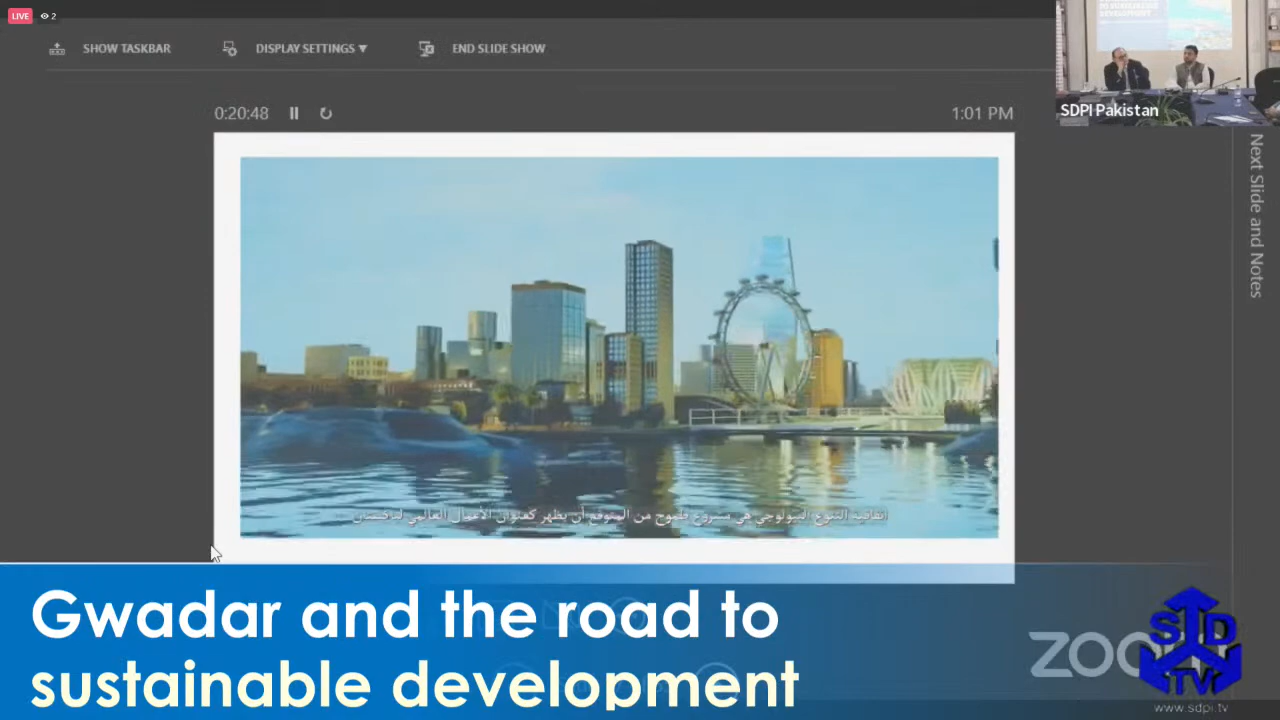 LIVE
2
SHOW TASKBAR
DISPLAY SETTINGS ▼
END SLIDE SHOW
0:20:48
1:01 PM
SDPI Pakistan
Next Slide and Notes
اتفاقية التنوع البيولوجي هي مشروع طموح من المتوقع أن يظهر كعنوان الأعمال العالمي لباكستان
Gwadar and the road to
sustainable development
ZOO
STD
TV
www.sdpi.tv